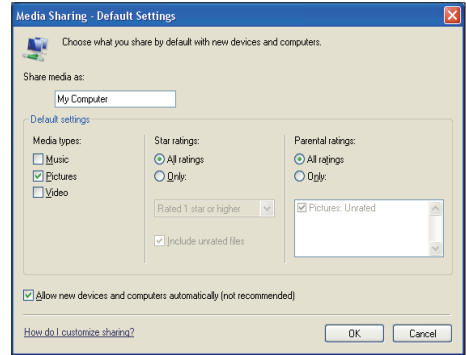 Media Sharing - Default Settings
Choose what you share by default with new devices and computers.
Share media as:
My Computer
Default settings
Media types:
Music
Pictures
Video
Star ratings:
All ratings
Only:
Rated 1 star or higher
Include unrated files
Parental ratings:
All ratings
Only:
Pictures: Unrated
Allow new devices and computers automatically (not recommended)
How do I customize sharing?
OK
Cancel